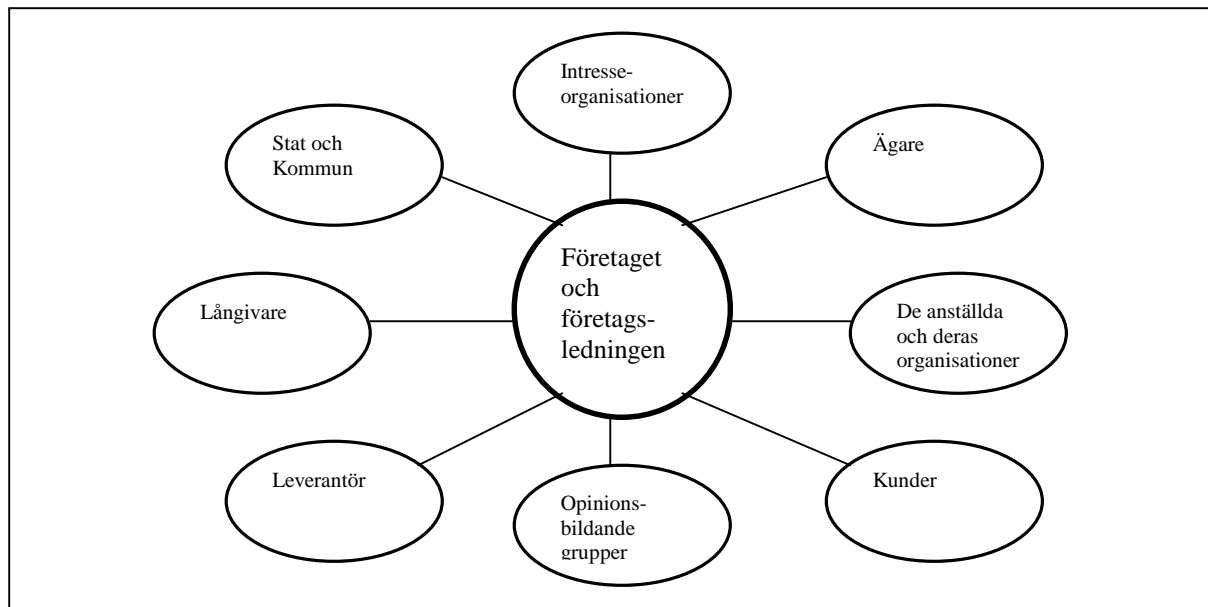 Intresse-
organisationer
Stat och
Kommun
Ägare
Företaget
och
företags-
ledningen
Långivare
De anställda
och deras
organisationer
Leverantör
Opinions-
bildande
grupper
Kunder